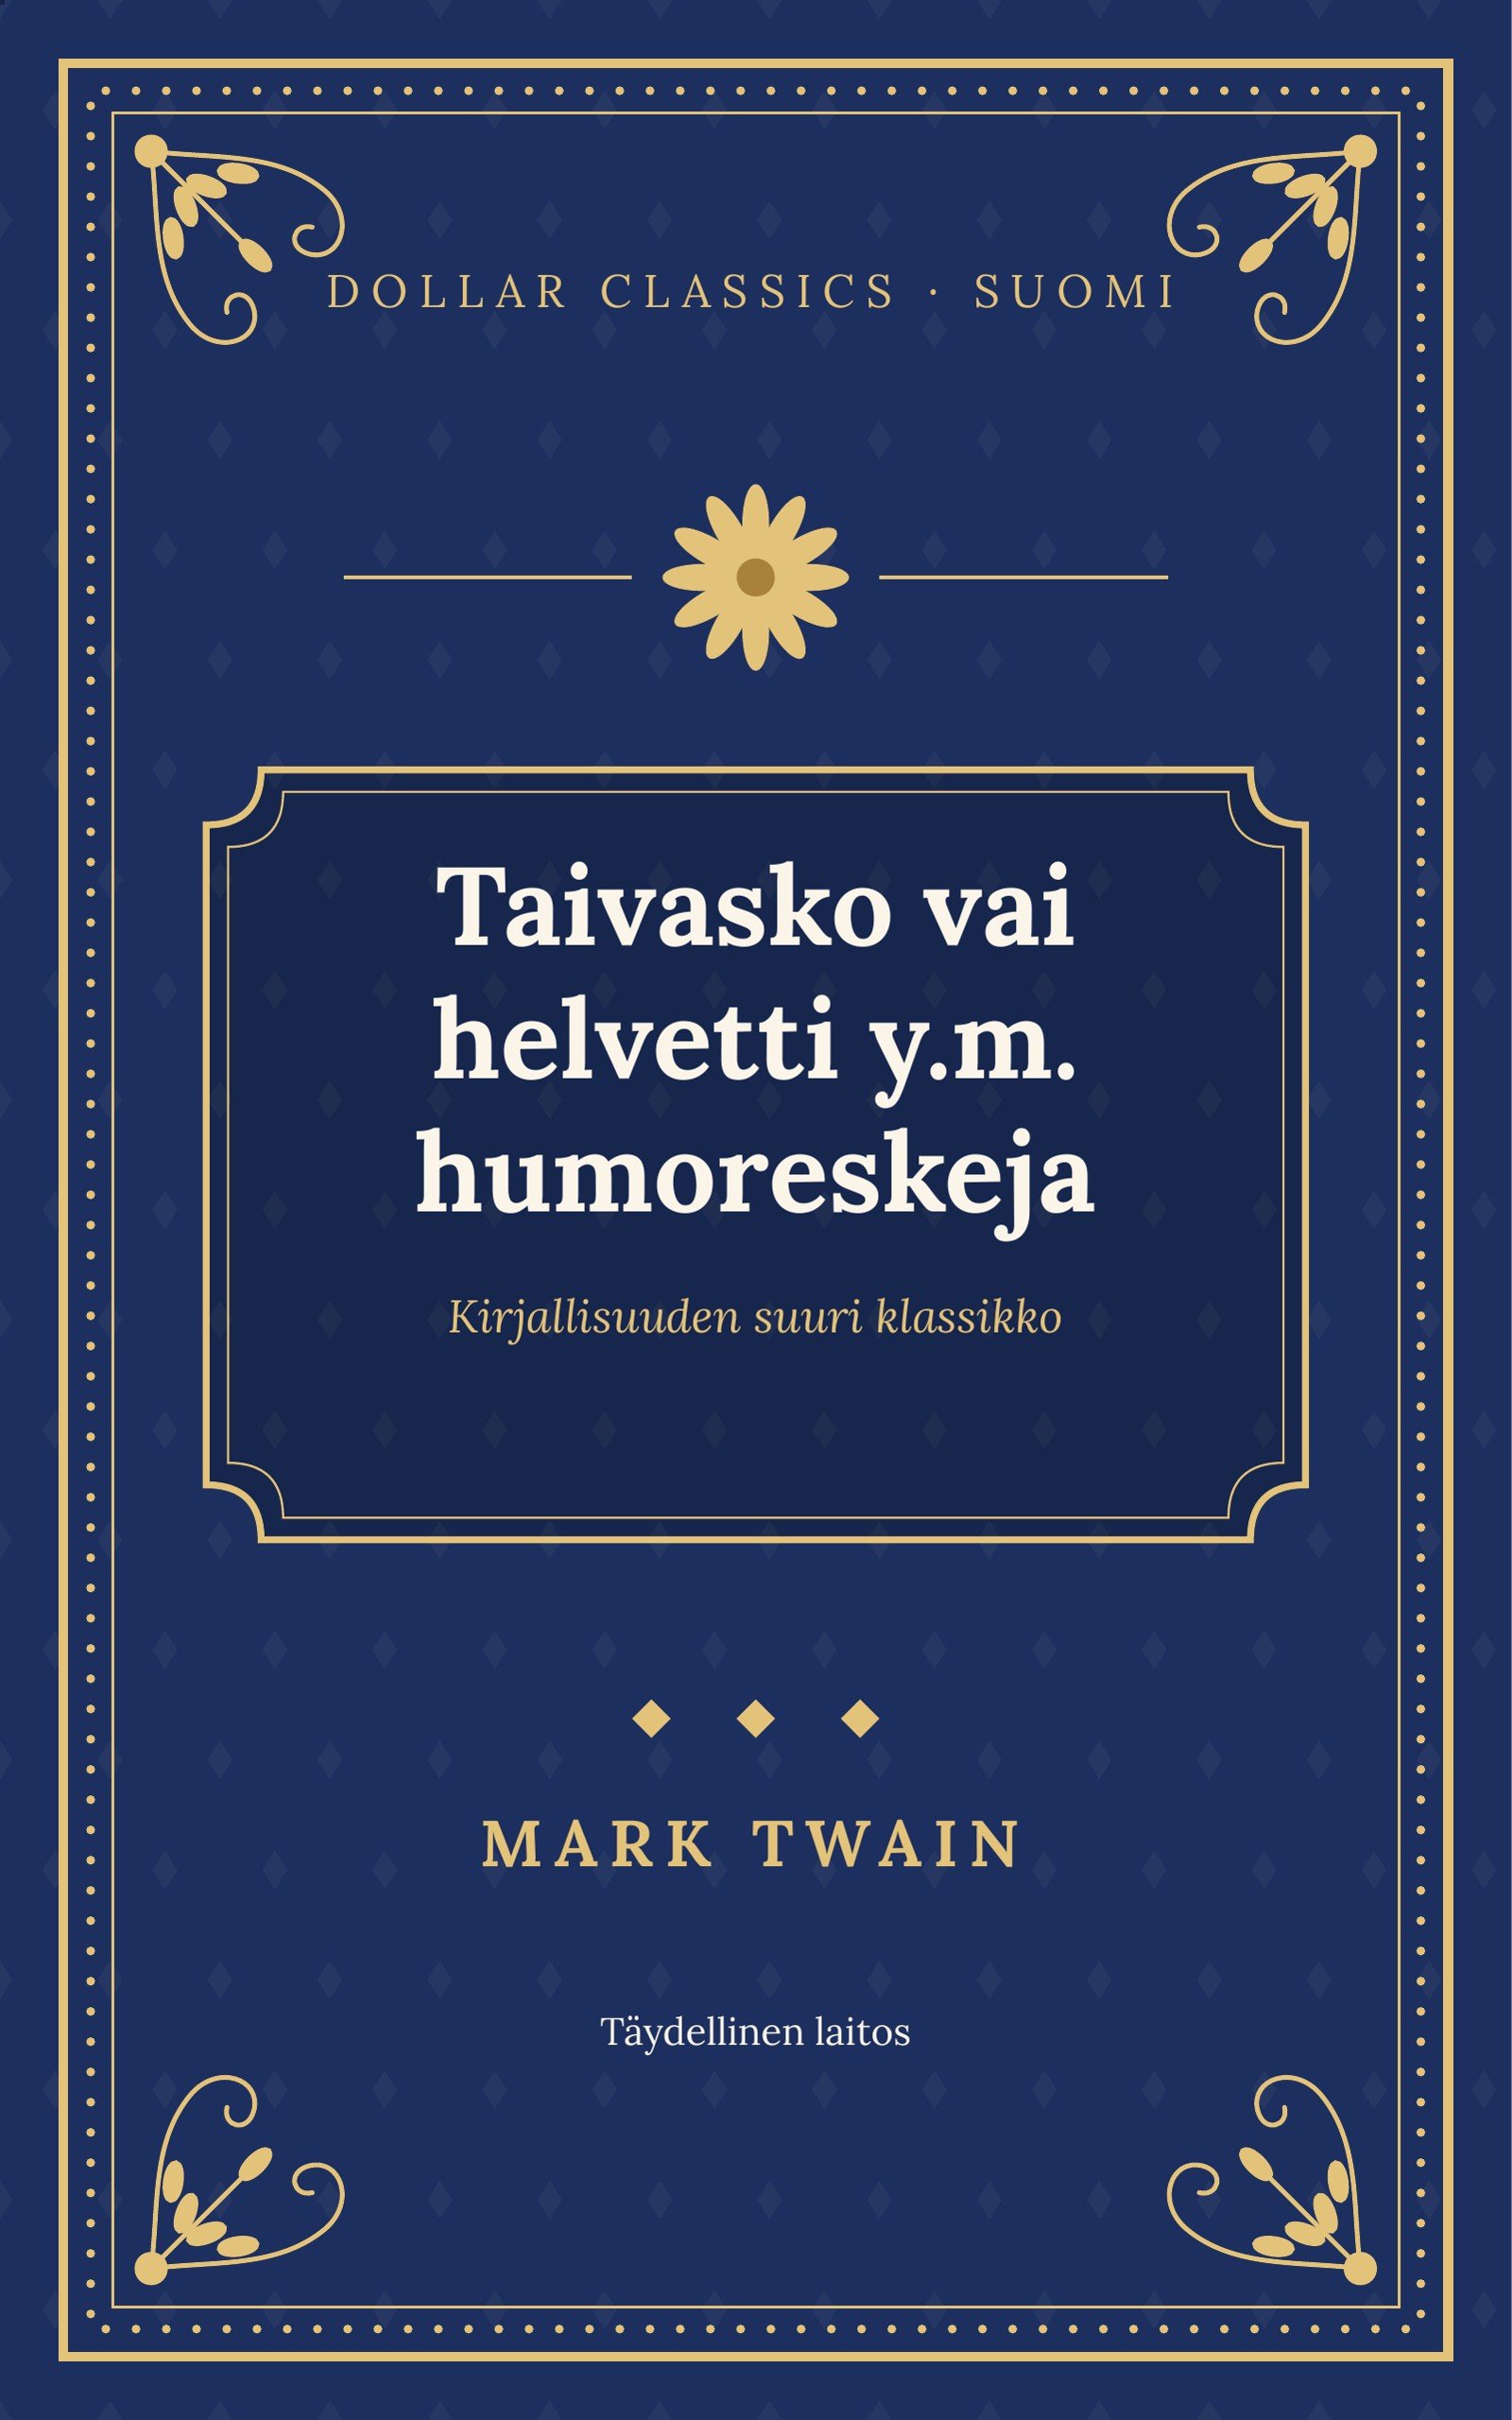 DOLLAR CLASSICS · SUOMI
Taivasko vai
helvetti y.m.
humoreskeja
Kirjallisuuden suuri klassikko
MARK TWAIN
Täydellinen laitos